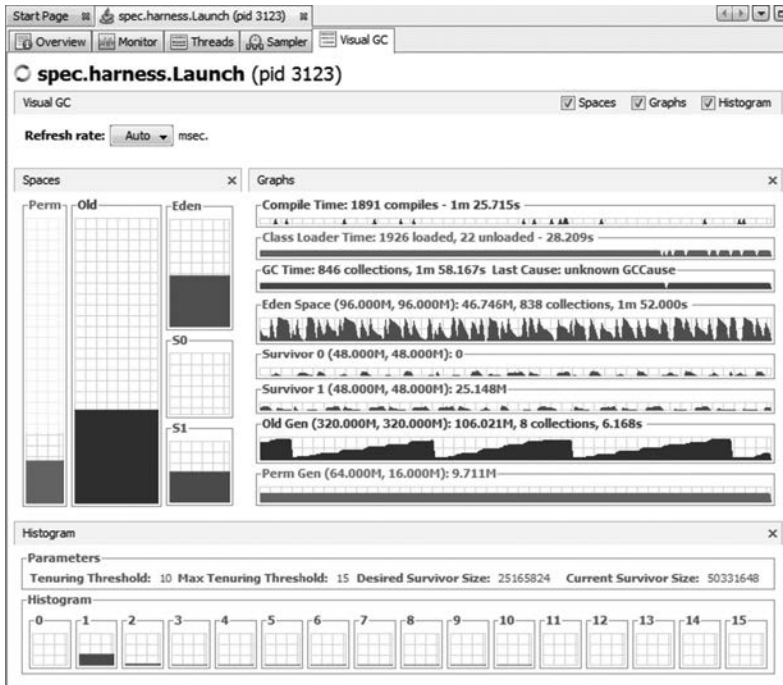 Start Page
spec.harness.Launch (pid 3123)
Overview
Monitor
Threads
Sampler
Visual GC
spec.harness.Launch (pid 3123)
Visual GC
Spaces
Graphs
Histogram
Refresh rate: Auto msec.
Spaces
Perm
Old
Eden
S0
S1
Graphs
Compile Time: 1891 compiles - 1m 25.715s
Class Loader Time: 1926 loaded, 22 unloaded - 28.209s
GC Time: 846 collections, 1m 58.167s Last Cause: unknown GCCause
Eden Space (96.000M, 96.000M): 46.746M, 838 collections, 1m 52.000s
Survivor 0 (48.000M, 48.000M): 0
Survivor 1 (48.000M, 48.000M): 25.148M
Old Gen (320.000M, 320.000M): 106.021M, 8 collections, 6.168s
Perm Gen (64.000M, 16.000M): 9.711M
Histogram
Parameters
Tenuring Threshold: 10 Max Tenuring Threshold: 15 Desired Survivor Size: 25165824 Current Survivor Size: 50331648
Histogram
0 1 2 3 4 5 6 7 8 9 10 11 12 13 14 15